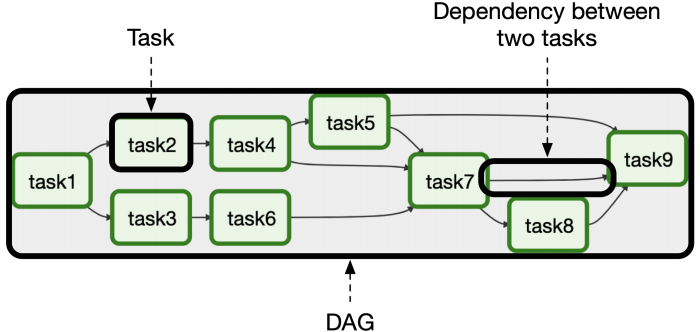 Dependency between
two tasks
Task
task5
task2
task4
task9
task1
task7
task3
task6
task8
DAG